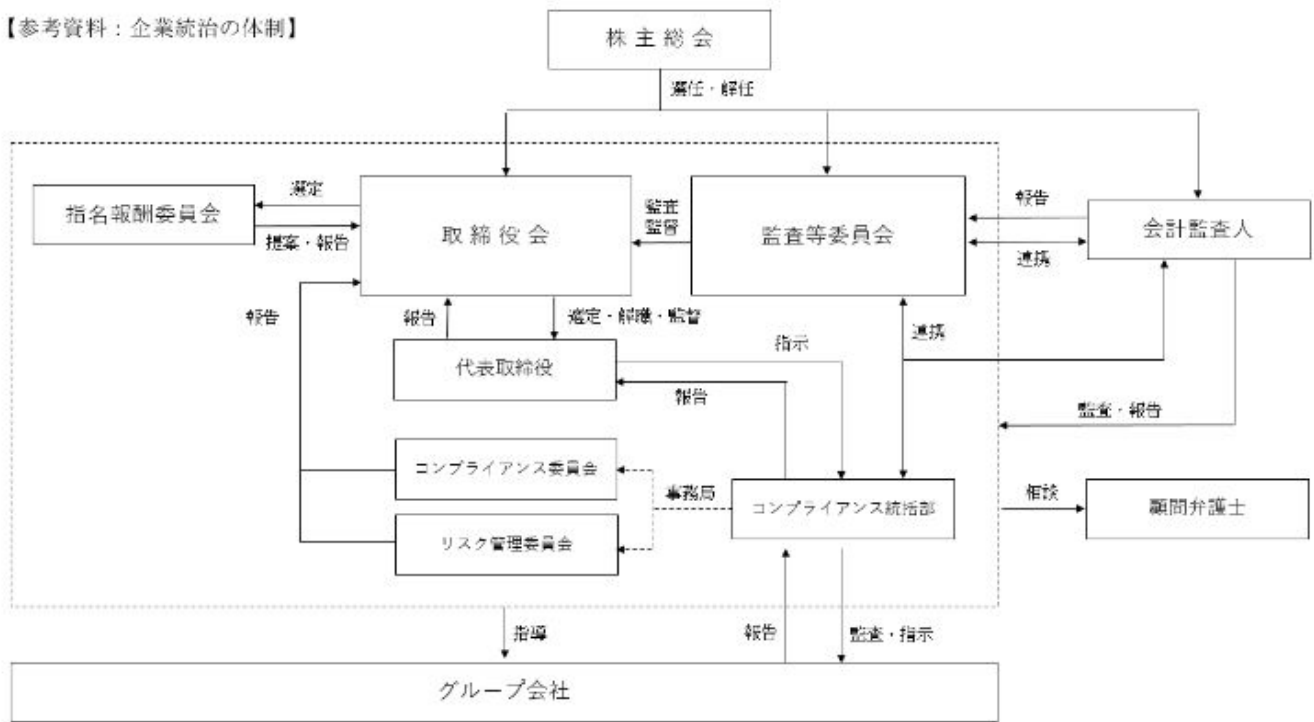 【参考資料：企業統治の体制】
株主総会
選任・解任
指名報酬委員会
選定
提案・報告
取締役会
監査
監督
監査等委員会
報告
連携
会計監査人
報告
報告
選定・解職・監督
連携
代表取締役
指示
報告
監査・報告
コンプライアンス委員会
事務局
コンプライアンス統括部
相談
顧問弁護士
リスク管理委員会
指導
報告
監査・指示
グループ会社